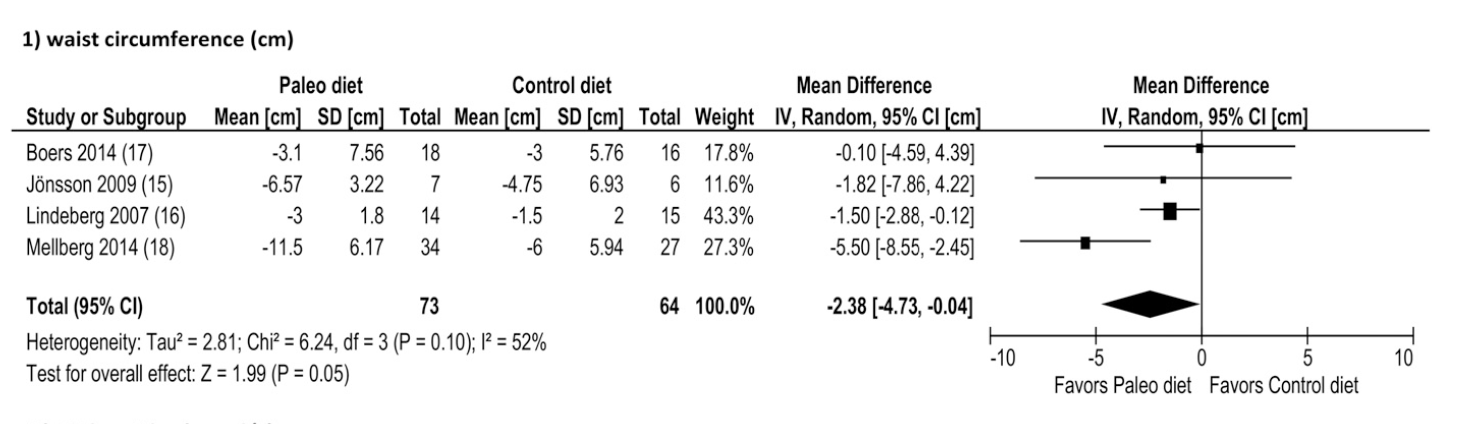 1) waist circumference (cm)
Paleo diet Control diet Mean Difference Mean Difference
Study or Subgroup Mean [cm] SD [cm] Total Mean [cm] SD [cm] Total Weight IV, Random, 95% CI [cm] IV, Random, 95% CI [cm]
Boers 2014 (17) -3.1 7.56 18 -3 5.76 16 17.8% -0.10 [-4.59, 4.39]
Jönsson 2009 (15) -6.57 3.22 7 -4.75 6.93 6 11.6% -1.82 [-7.86, 4.22]
Lindeberg 2007 (16) -3 1.8 14 -1.5 2 15 43.3% -1.50 [-2.88, -0.12]
Mellberg 2014 (18) -11.5 6.17 34 -6 5.94 27 27.3% -5.50 [-8.55, -2.45]
Total (95% CI) 73 64 100.0% -2.38 [-4.73, -0.04]
Heterogeneity: Tau² = 2.81; Chi² = 6.24, df = 3 (P = 0.10); I² = 52%
Test for overall effect: Z = 1.99 (P = 0.05)
-10 -5 0 5 10
Favors Paleo diet Favors Control diet